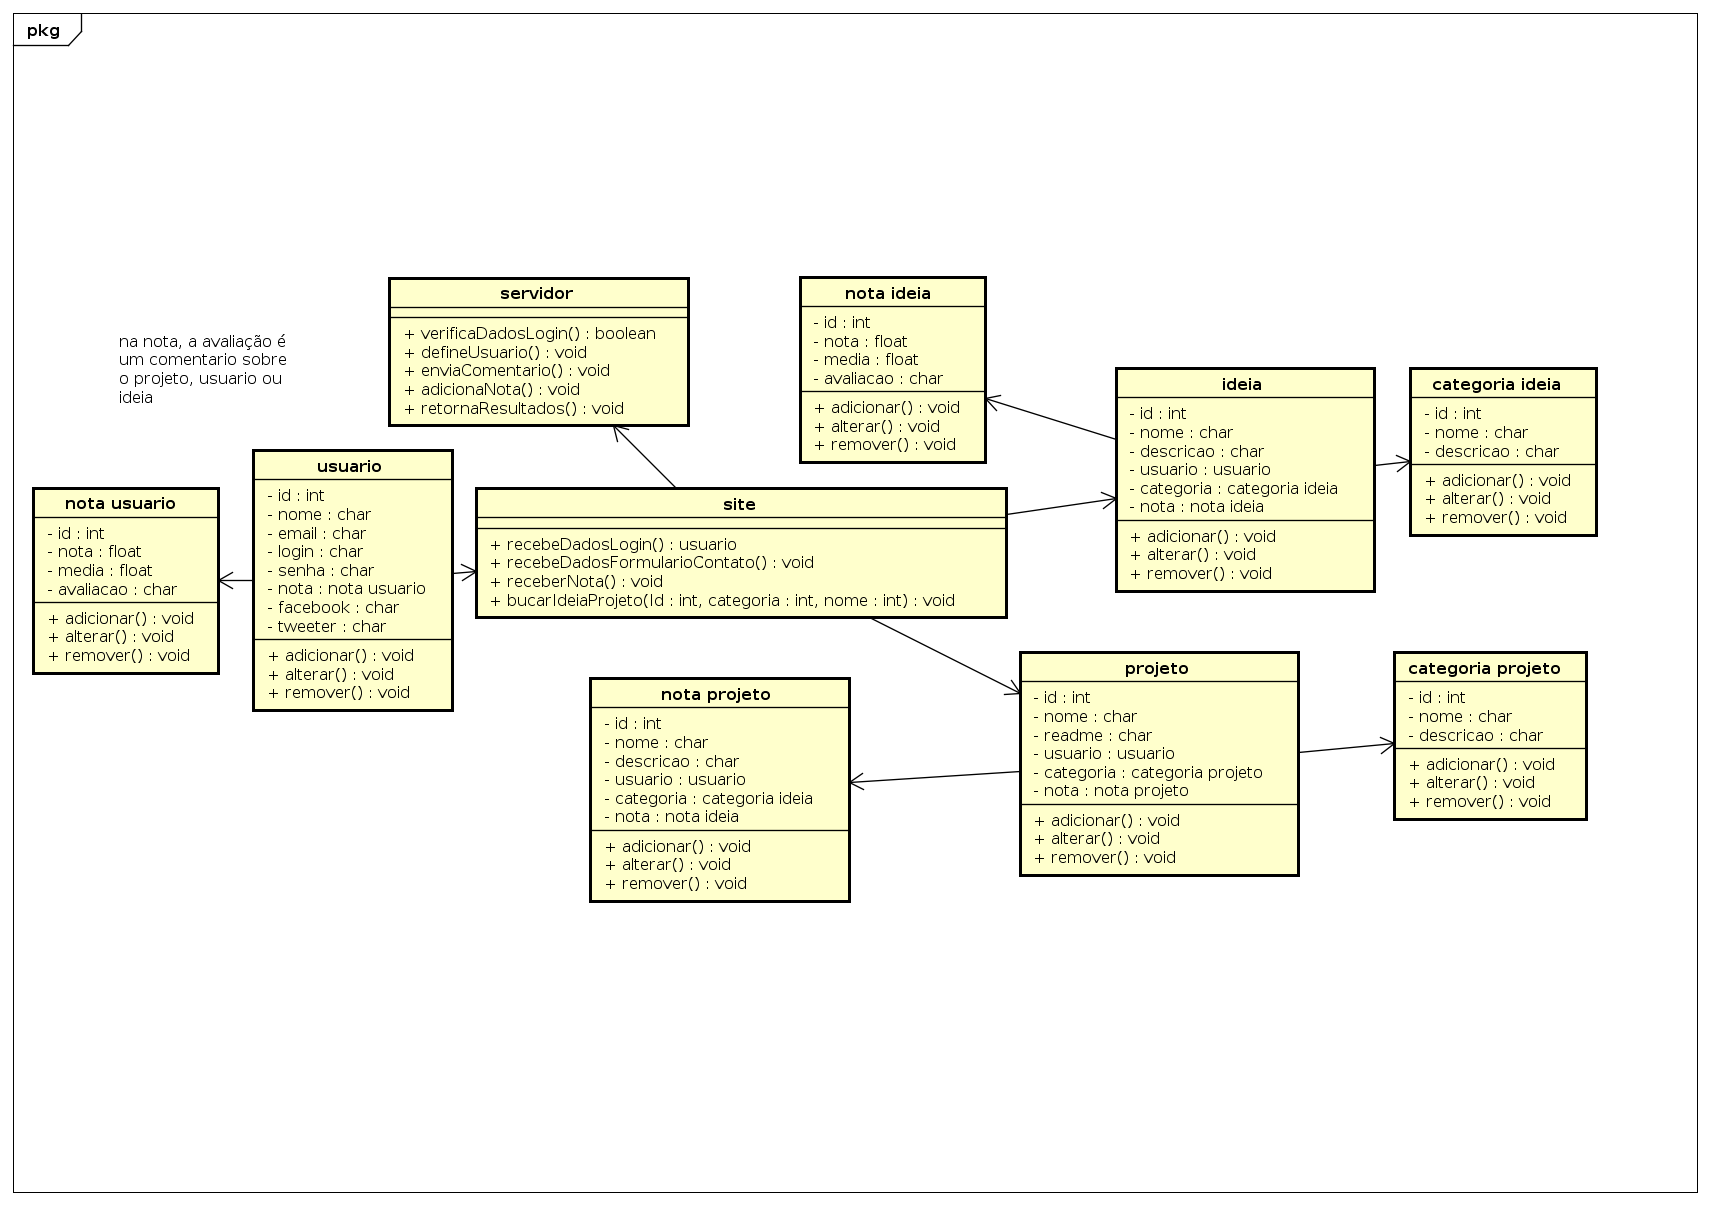 pkg
na nota, a avaliação é
um comentario sobre
o projeto, usuario ou
ideia
nota usuario
- id : int
- nota : float
- media : float
- avaliacao : char
+ adicionar() : void
+ alterar() : void
+ remover() : void
usuario
- id : int
- nome : char
- email : char
- login : char
- senha : char
- nota : nota usuario
- facebook : char
- tweeter : char
+ adicionar() : void
+ alterar() : void
+ remover() : void
servidor
+ verificaDadosLogin() : boolean
+ defineUsuario() : void
+ enviaComentario() : void
+ adicionaNota() : void
+ retornaResultados() : void
site
+ recebeDadosLogin() : usuario
+ recebeDadosFormularioContato() : void
+ receberNota() : void
+ bucarIdeiaProjeto(Id : int, categoria : int, nome : int) : void
nota ideia
- id : int
- nota : float
- media : float
- avaliacao : char
+ adicionar() : void
+ alterar() : void
+ remover() : void
ideia
- id : int
- nome : char
- descricao : char
- usuario : usuario
- categoria : categoria ideia
- nota : nota ideia
+ adicionar() : void
+ alterar() : void
+ remover() : void
categoria ideia
- id : int
- nome : char
- descricao : char
+ adicionar() : void
+ alterar() : void
+ remover() : void
nota projeto
- id : int
- nome : char
- descricao : char
- usuario : usuario
- categoria : categoria ideia
- nota : nota ideia
+ adicionar() : void
+ alterar() : void
+ remover() : void
projeto
- id : int
- nome : char
- readme : char
- usuario : usuario
- categoria : categoria projeto
- nota : nota projeto
+ adicionar() : void
+ alterar() : void
+ remover() : void
categoria projeto
- id : int
- nome : char
- descricao : char
+ adicionar() : void
+ alterar() : void
+ remover() : void